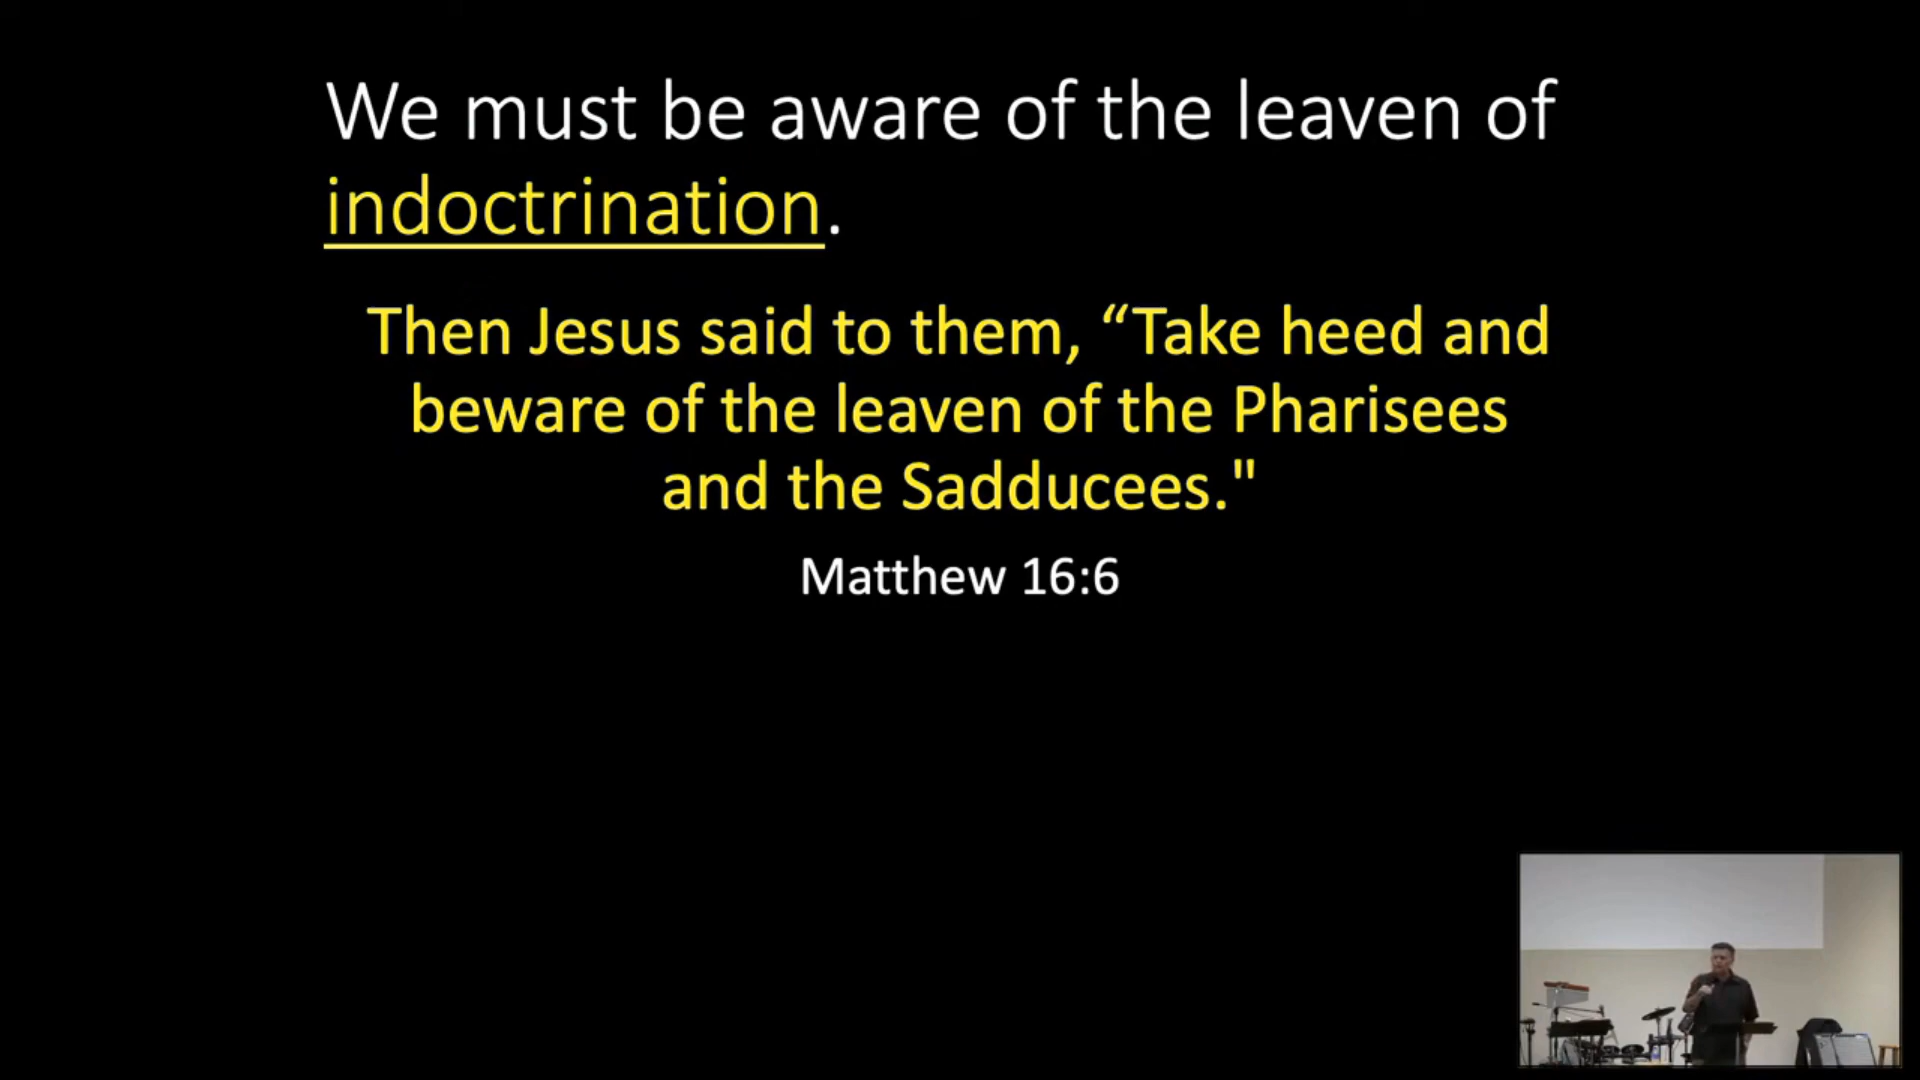 We must be aware of the leaven of
indoctrination.
Then Jesus said to them, “Take heed and
beware of the leaven of the Pharisees
and the Sadducees."
Matthew 16:6